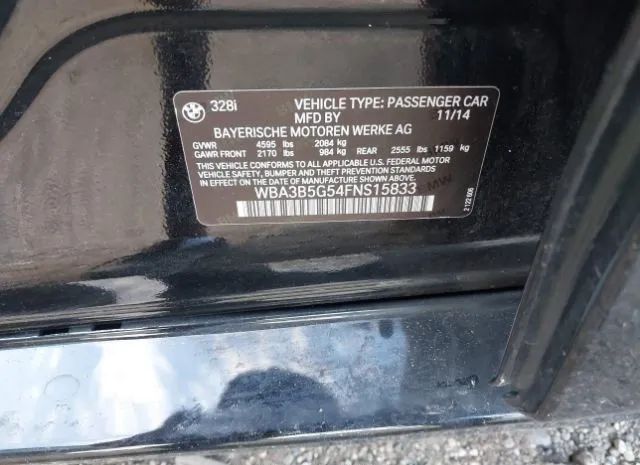 BMW 328i VEHICLE TYPE: PASSENGER CAR
MFD BY 11/14
BAYERISCHE MOTOREN WERKE AG
GVWR 4595 lbs 2084 kg
GAWR FRONT 2170 lbs 984 kg REAR 2555 lbs 1159 kg
THIS VEHICLE CONFORMS TO ALL APPLICABLE U.S. FEDERAL MOTOR
VEHICLE SAFETY, BUMPER AND THEFT PREVENTION STANDARDS
IN EFFECT ON THE DATE OF MANUFACTURE SHOWN ABOVE.
WBA3B5G54FNS15833